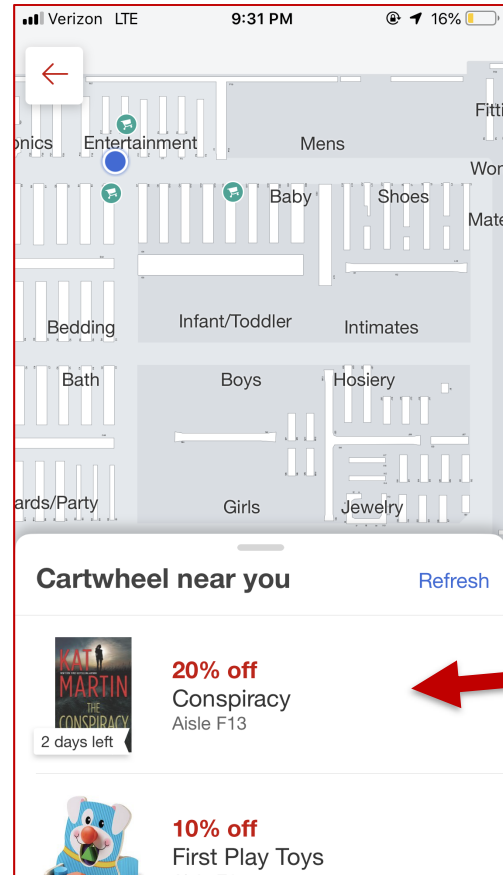 Verizon LTE 9:31 PM 16%
Fitti
onics Entertainment Mens
Wor
Baby Shoes
Mate
Infant/Toddler
Bedding Intimates
Bath Boys Hosiery
ards/Party Girls Jewelry
Cartwheel near you Refresh
KAT
MARTIN
THE
CONSPIRACY
2 days left
20% off
Conspiracy
Aisle F13
10% off
First Play Toys